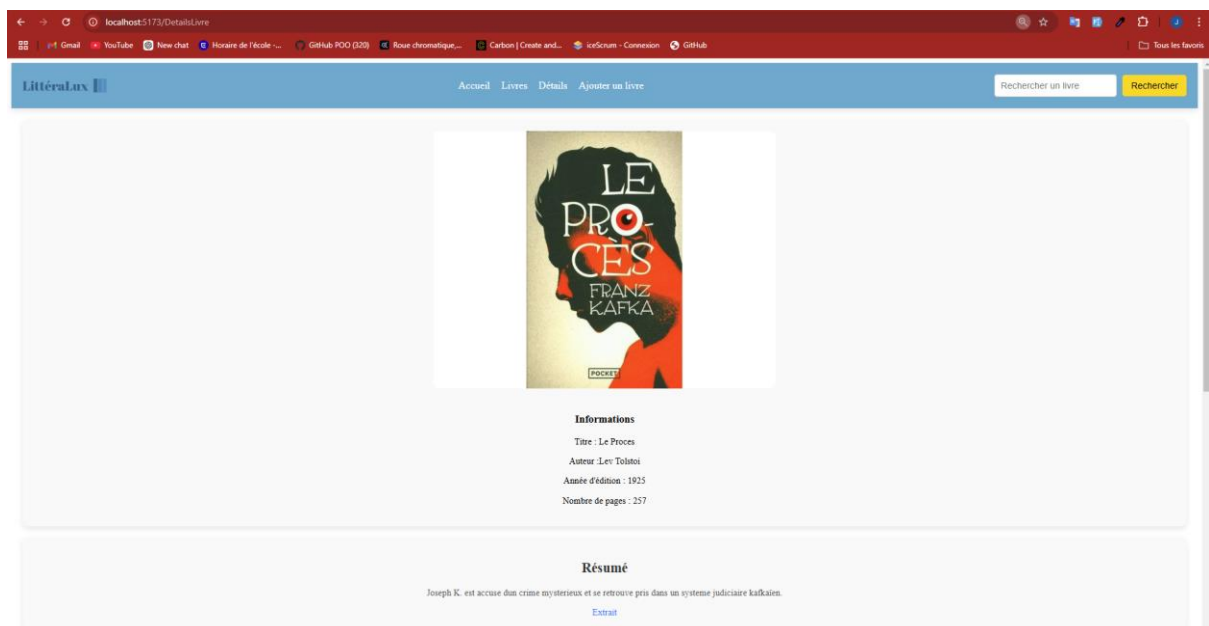 localhost:5173/DetailsLivre
Gmail YouTube New chat Horaire de l'école -... GitHub POO (320) Roue chromatique,... Carbon | Create and... iceScrum - Connexion GitHub Tous les favoris
LittéraLux Accueil Livres Détails Ajouter un livre Rechercher un livre Rechercher
LE
PRO-
CÈS
FRANZ
KAFKA
POCKET
Informations
Titre : Le Proces
Auteur :Lev Tolstoi
Année d'édition : 1925
Nombre de pages : 257
Résumé
Joseph K. est accuse dun crime mysterieux et se retrouve pris dans un systeme judiciaire kafkaïen.
Extrait